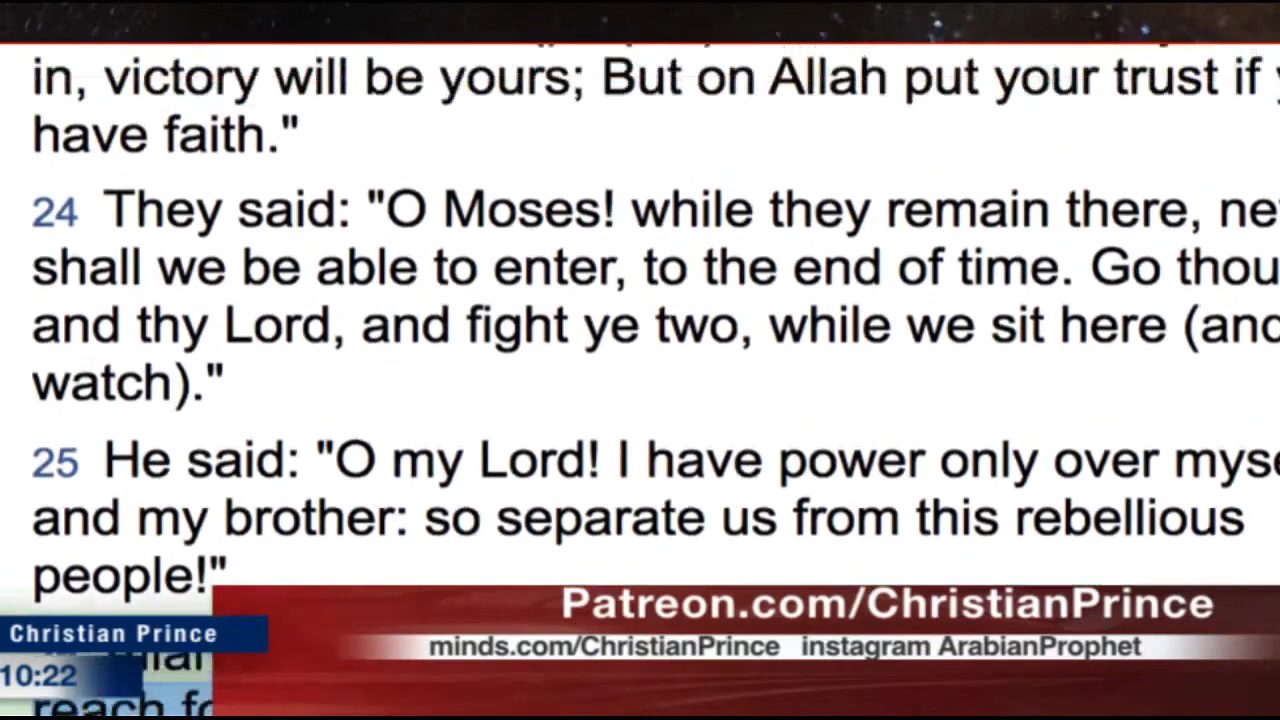 in, victory will be yours; But on Allah put your trust if
have faith."
24 They said: "O Moses! while they remain there,
shall we be able to enter, to the end of time. Go thou
and thy Lord, and fight ye two, while we sit here
watch)."
25 He said: "O my Lord! I have power only over
and my brother: so separate us from this rebellious
people!"
Patreon.com/ChristianPrince
Christian Prince
minds.com/ChristianPrince instagram ArabianProphet
10:22
reach